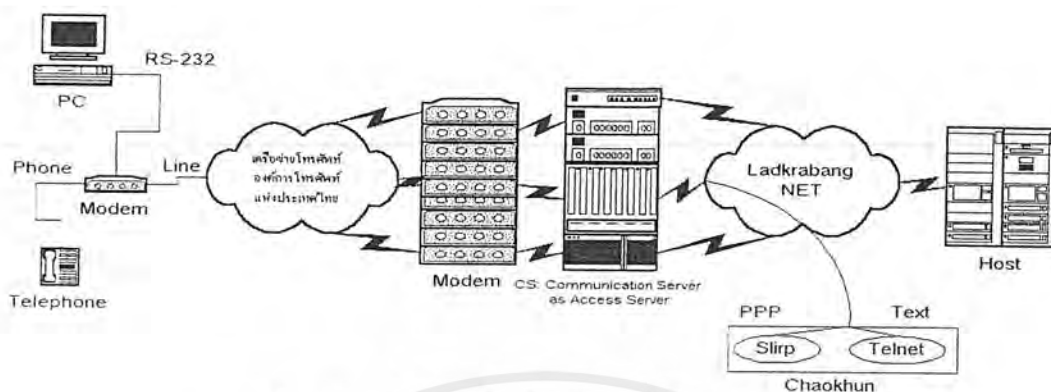 RS-232
PC
Phone
Line
Modem
Telephone
เครือข่ายโทรศัพท์
องค์การโทรศัพท์
แห่งประเทศไทย
Modem
CS: Communication Server
as Access Server
Ladkrabang
NET
Host
PPP
Text
Slirp
Telnet
Chaokhun